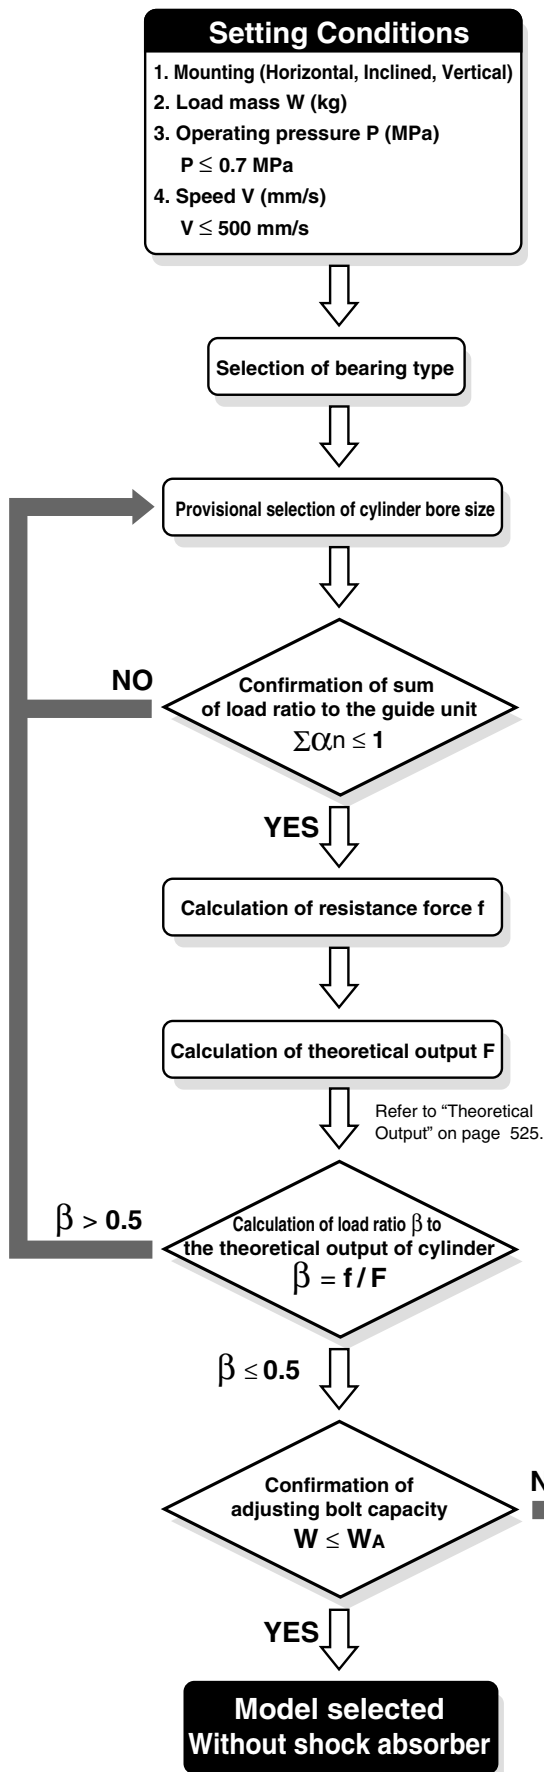 Setting Conditions
1. Mounting (Horizontal, Inclined, Vertical)
2. Load mass W (kg)
3. Operating pressure P (MPa)
P ≤ 0.7 MPa
4. Speed V (mm/s)
V ≤ 500 mm/s
Selection of bearing type
Provisional selection of cylinder bore size
NO
Confirmation of sum
of load ratio to the guide unit
Σαn ≤ 1
YES
Calculation of resistance force f
Calculation of theoretical output F
Refer to “Theoretical
Output” on page 525.
β > 0.5
Calculation of load ratio β to
the theoretical output of cylinder
β = f / F
β ≤ 0.5
Confirmation of
adjusting bolt capacity
W ≤ WA
YES
Model selected
Without shock absorber